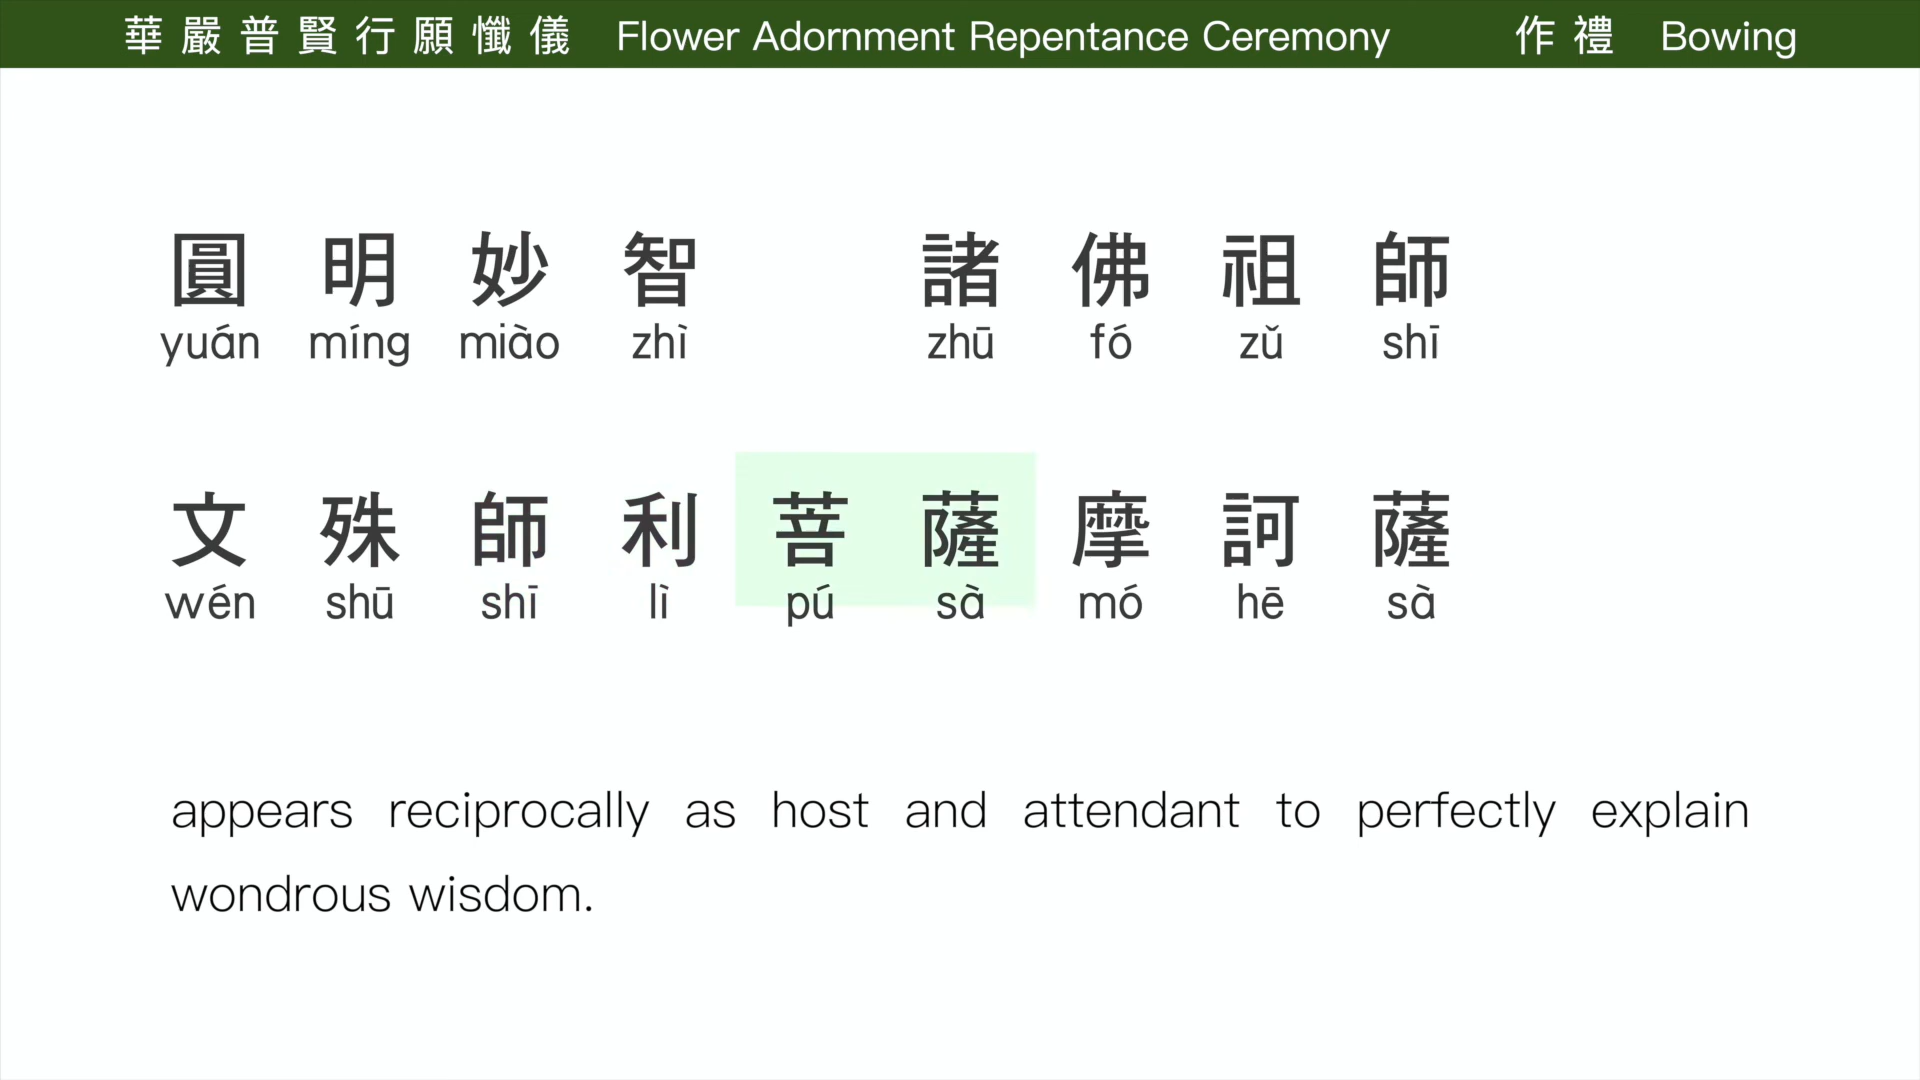 華嚴普賢行願懺儀 Flower Adornment Repentance Ceremony 作禮 Bowing
圓明妙智 諸佛祖師
yuán míng miào zhì zhū fó zǔ shī
文殊師利菩薩摩訶薩
wén shū shī lì pú sà mó hē sà
appears reciprocally as host and attendant to perfectly explain
wondrous wisdom.